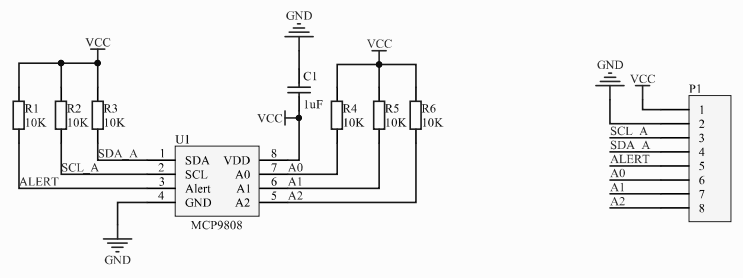 GND
VCC
VCC
C1
1uF
GND
VCC
P1
R1
10K
R2
10K
R3
10K
VCC
R4
10K
R5
10K
R6
10K
1
2
SCL_A 3
SDA_A 4
ALERT 5
A0 6
A1 7
A2 8
U1
SDA_A 1 SDA VDD 8
SCL_A 2 SCL A0 7 A0
ALERT 3 Alert A1 6 A1
4 GND A2 5 A2
MCP9808
GND